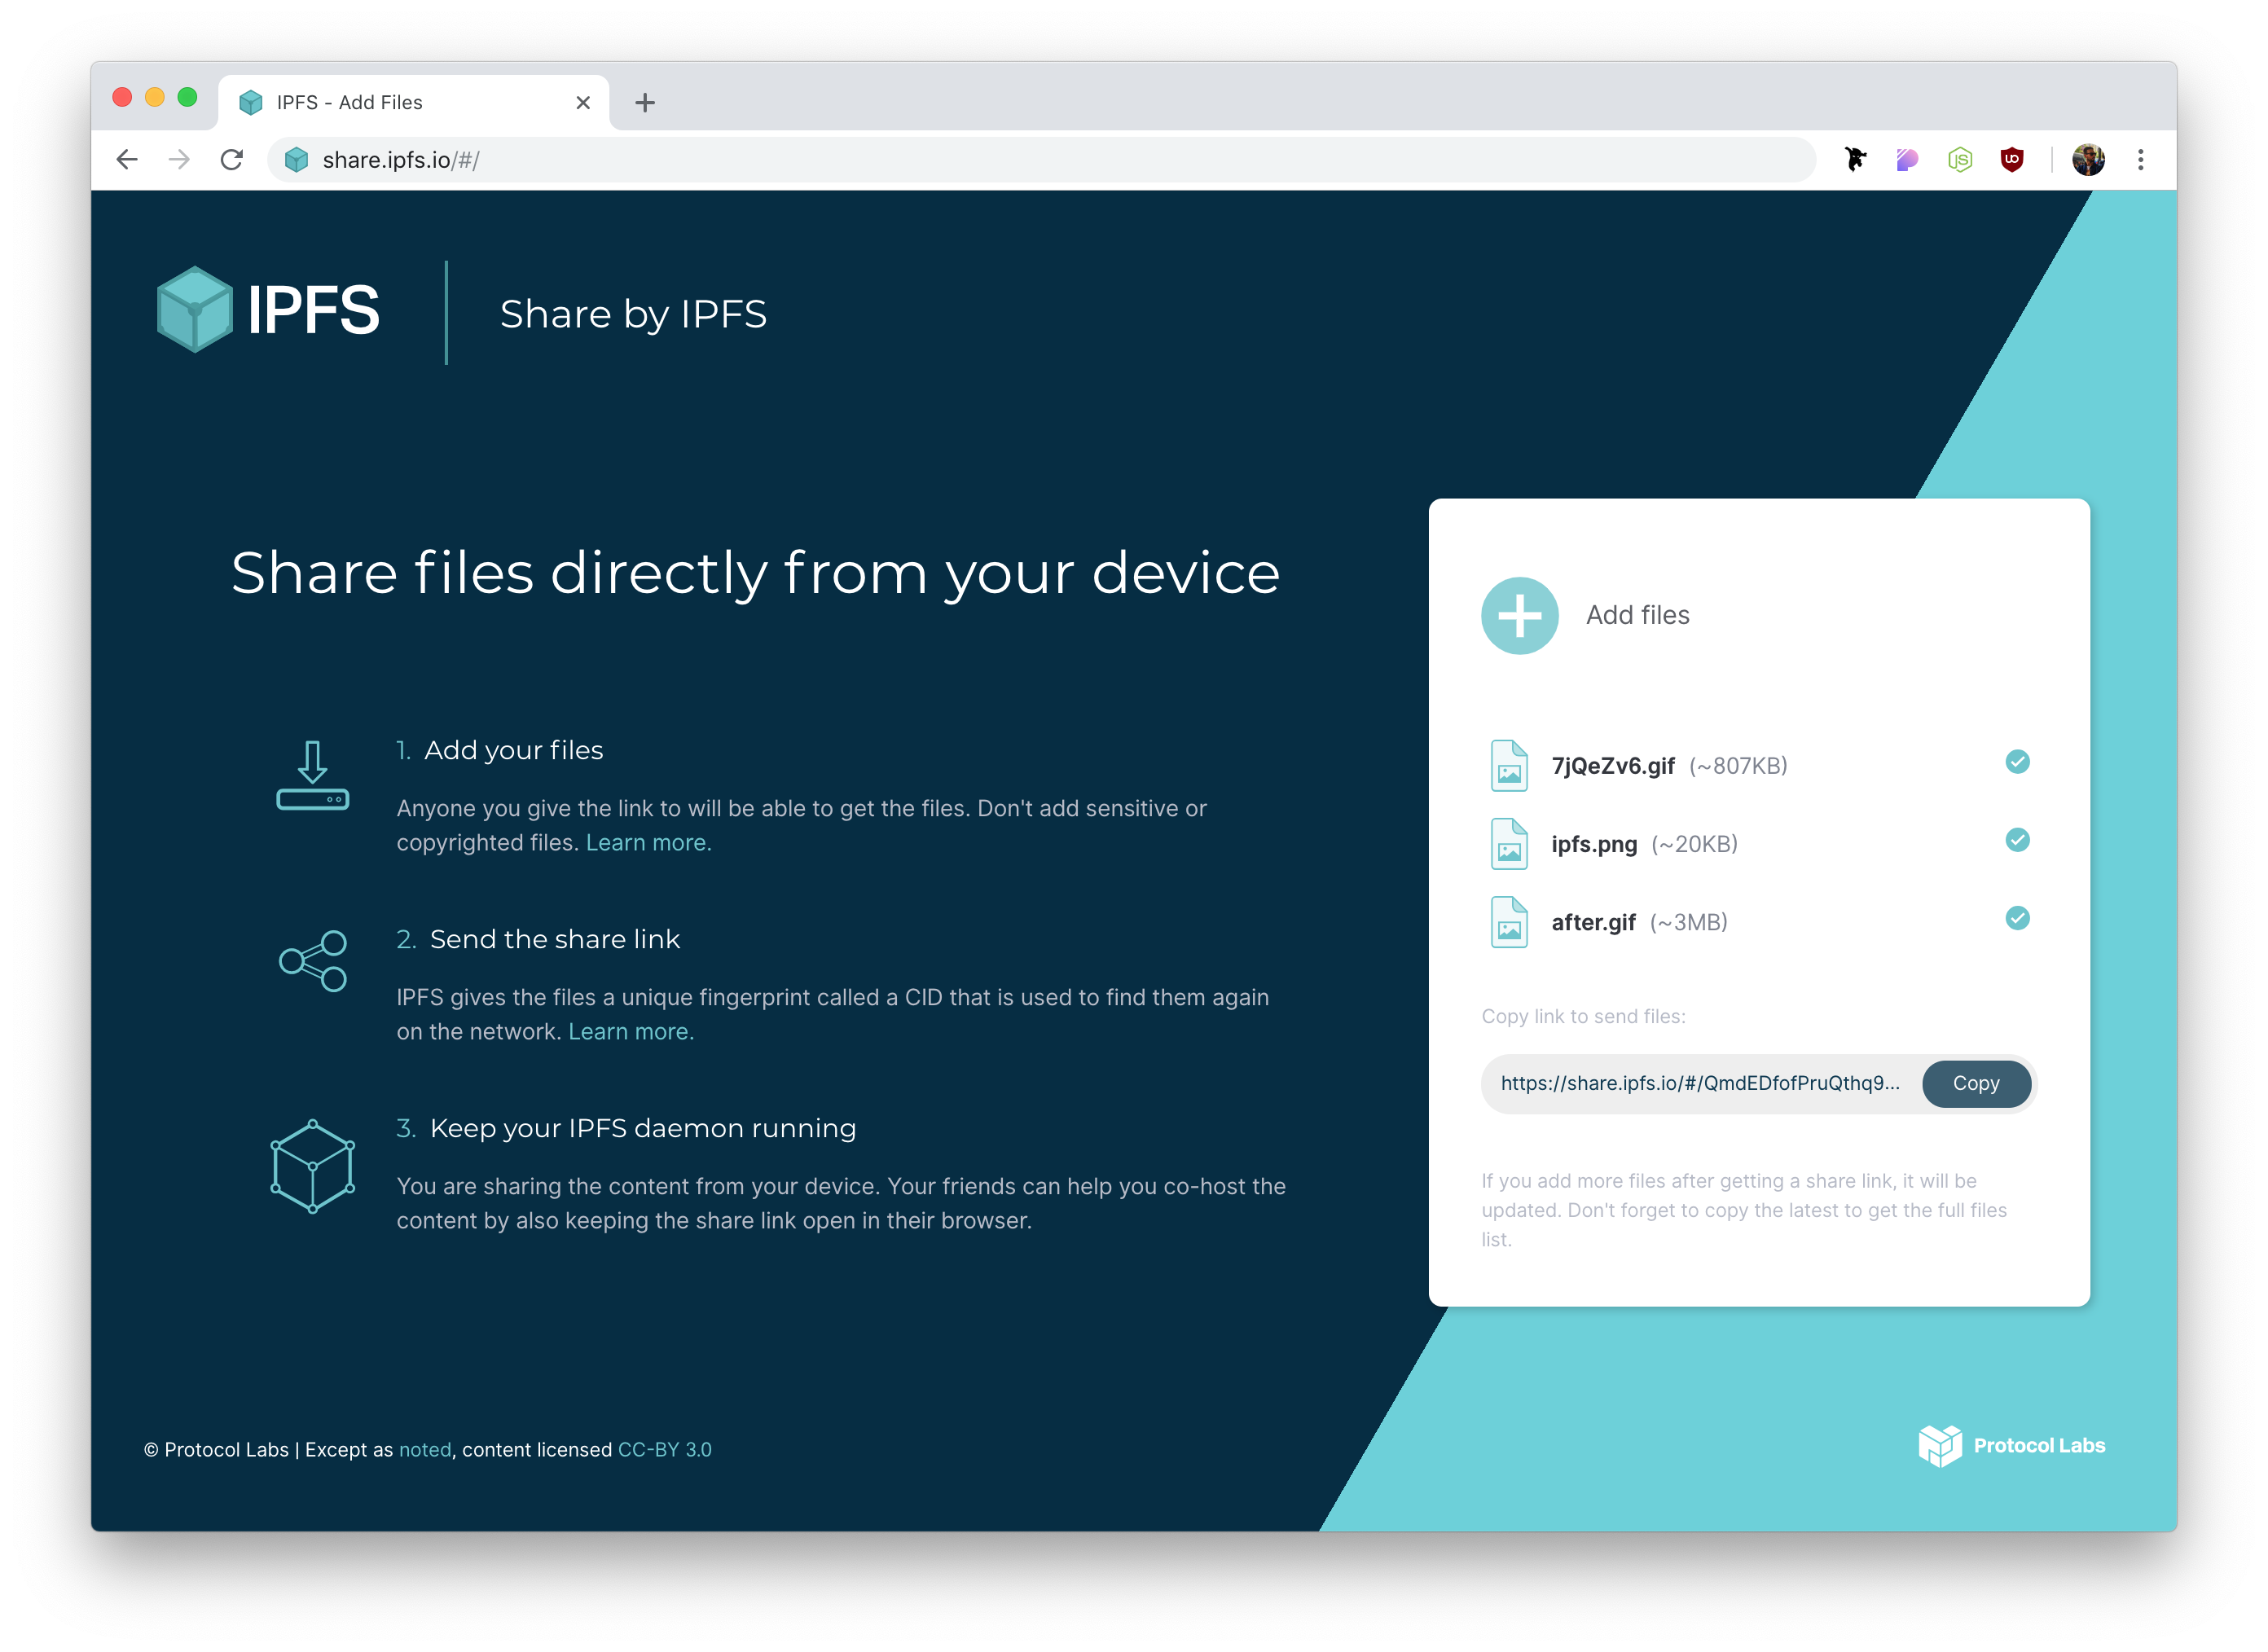 IPFS - Add Files
share.ipfs.io/#/
IPFS
Share by IPFS
Share files directly from your device
1. Add your files
Anyone you give the link to will be able to get the files. Don't add sensitive or
copyrighted files. Learn more.
2. Send the share link
IPFS gives the files a unique fingerprint called a CID that is used to find them again
on the network. Learn more.
3. Keep your IPFS daemon running
You are sharing the content from your device. Your friends can help you co-host the
content by also keeping the share link open in their browser.
Add files
7jQeZv6.gif (~807KB)
ipfs.png (~20KB)
after.gif (~3MB)
Copy link to send files:
https://share.ipfs.io/#/QmdEDfofPruQthq9... Copy
If you add more files after getting a share link, it will be
updated. Don't forget to copy the latest to get the full files
list.
© Protocol Labs | Except as noted, content licensed CC-BY 3.0
Protocol Labs